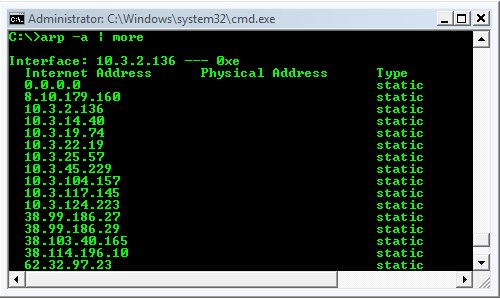 Administrator: C:\Windows\system32\cmd.exe
C:\>arp -a | more
Interface: 10.3.2.136 --- 0xe
Internet Address Physical Address Type
0.0.0.0 static
8.10.179.160 static
10.3.2.136 static
10.3.14.40 static
10.3.19.74 static
10.3.22.19 static
10.3.25.57 static
10.3.45.229 static
10.3.104.157 static
10.3.117.145 static
10.3.124.223 static
38.99.186.27 static
38.99.186.29 static
38.103.40.165 static
38.114.196.10 static
62.32.97.23 static